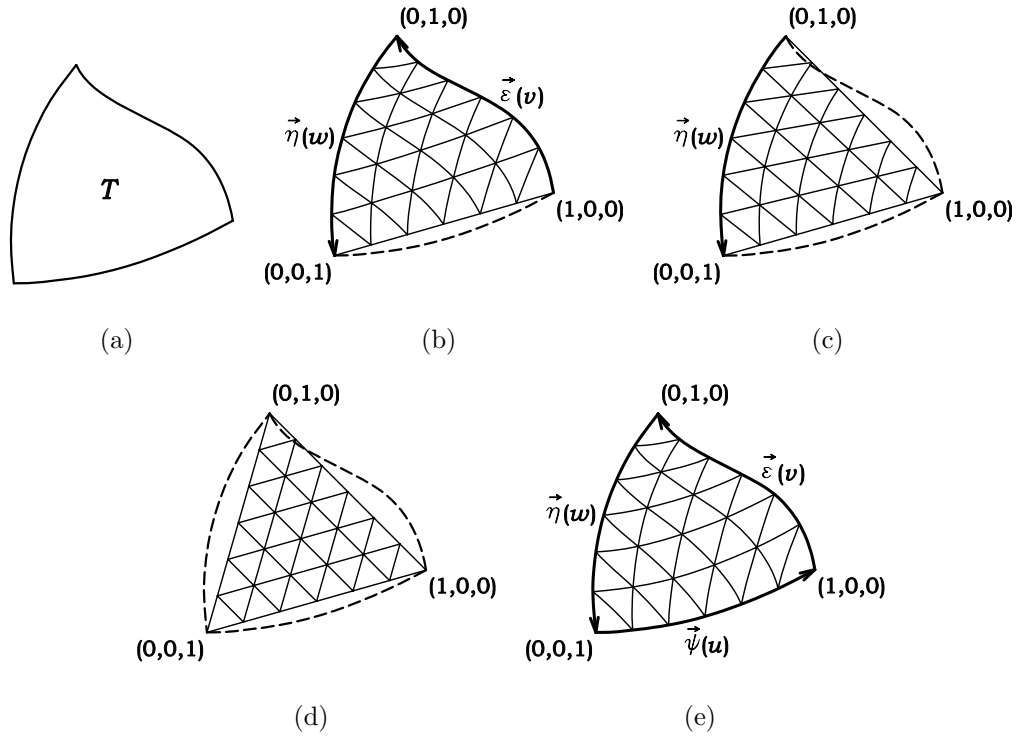 T
(a)
(0,1,0)
ε⃗(v)
η⃗(w)
(1,0,0)
(0,0,1)
(b)
(0,1,0)
η⃗(w)
(1,0,0)
(0,0,1)
(c)
(0,1,0)
(1,0,0)
(0,0,1)
(d)
(0,1,0)
ε⃗(v)
η⃗(w)
(1,0,0)
(0,0,1)
ψ⃗(u)
(e)